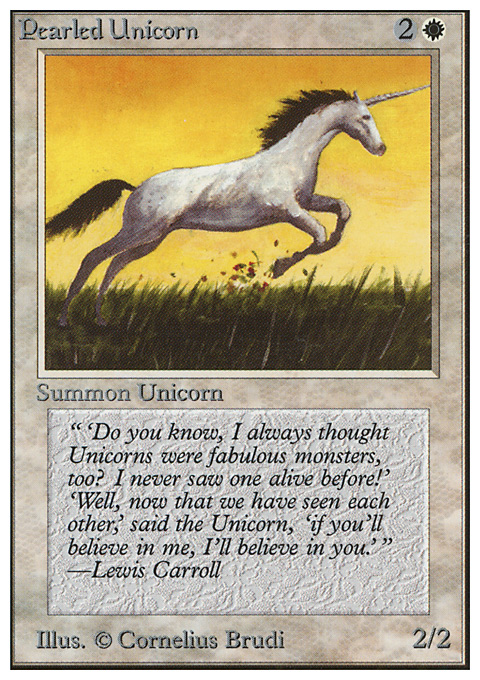 Pearled Unicorn 2
Summon Unicorn
“ ‘Do you know, I always thought
Unicorns were fabulous monsters,
too? I never saw one alive before!’
‘Well, now that we have seen each
other,’ said the Unicorn, ‘if you’ll
believe in me, I’ll believe in you.’ ”
—Lewis Carroll
Illus. © Cornelius Brudi 2/2